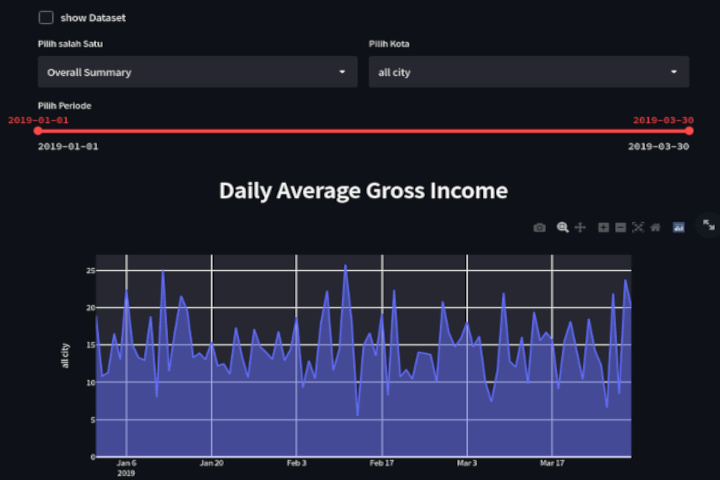 show Dataset
Pilih salah Satu
Pilih Kota
Overall Summary
all city
Pilih Periode
2019-01-01
2019-03-30
2019-01-01
2019-03-30
Daily Average Gross Income
25
20
15
10
5
0
all city
Jan 6
2019
Jan 20
Feb 3
Feb 17
Mar 3
Mar 17